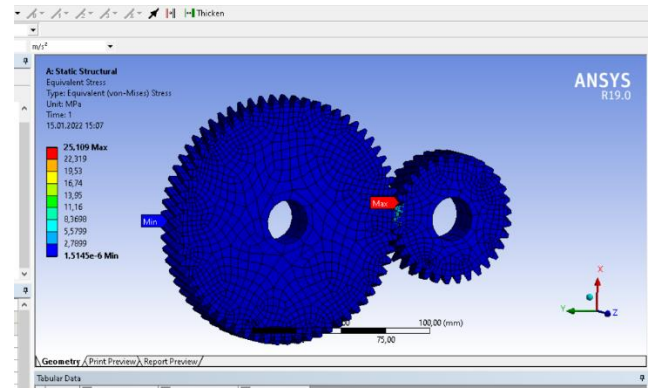 Thicken
m/s²
A: Static Structural
Equivalent Stress
Type: Equivalent (von-Mises) Stress
Unit: MPa
Time: 1
15.01.2022 15:07
ANSYS
R19.0
25,109 Max
22,319
19,53
16,74
13,95
11,16
8,3698
5,5799
2,7899
1,5145e-6 Min
Min
Max
X
Y
Z
100,00 (mm)
75,00
Geometry
Print Preview
Report Preview
Tabular Data